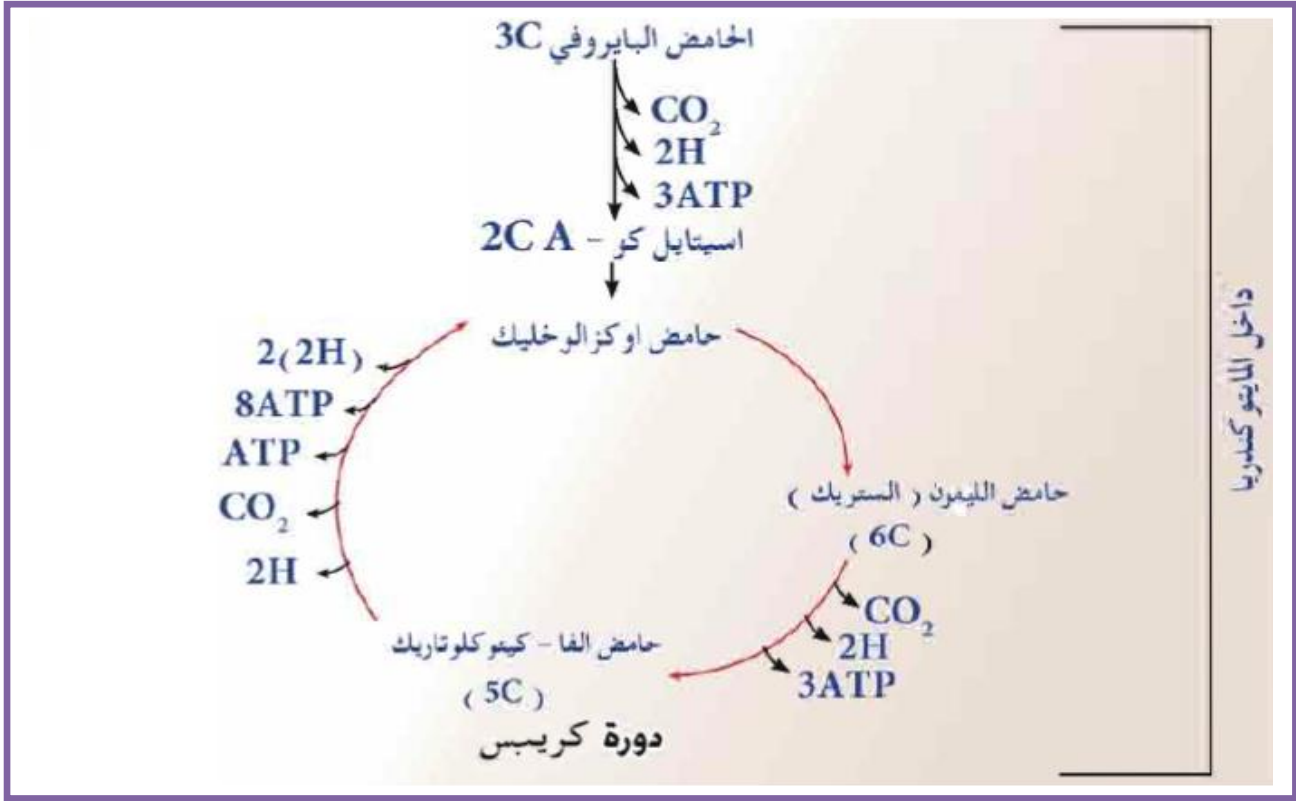 الحامض البايروفي 3C
CO₂
2H
3ATP
اسيتايل كو - 2C A
حامض اوكزالوخليك
2(2H)
8ATP
ATP
CO₂
2H
حامض الليمون ( الستريك )
( 6C )
CO₂
2H
3ATP
حامض الفا - كيتوكلوتاريك
( 5C )
دورة كريبس
داخل المايتوكندريا